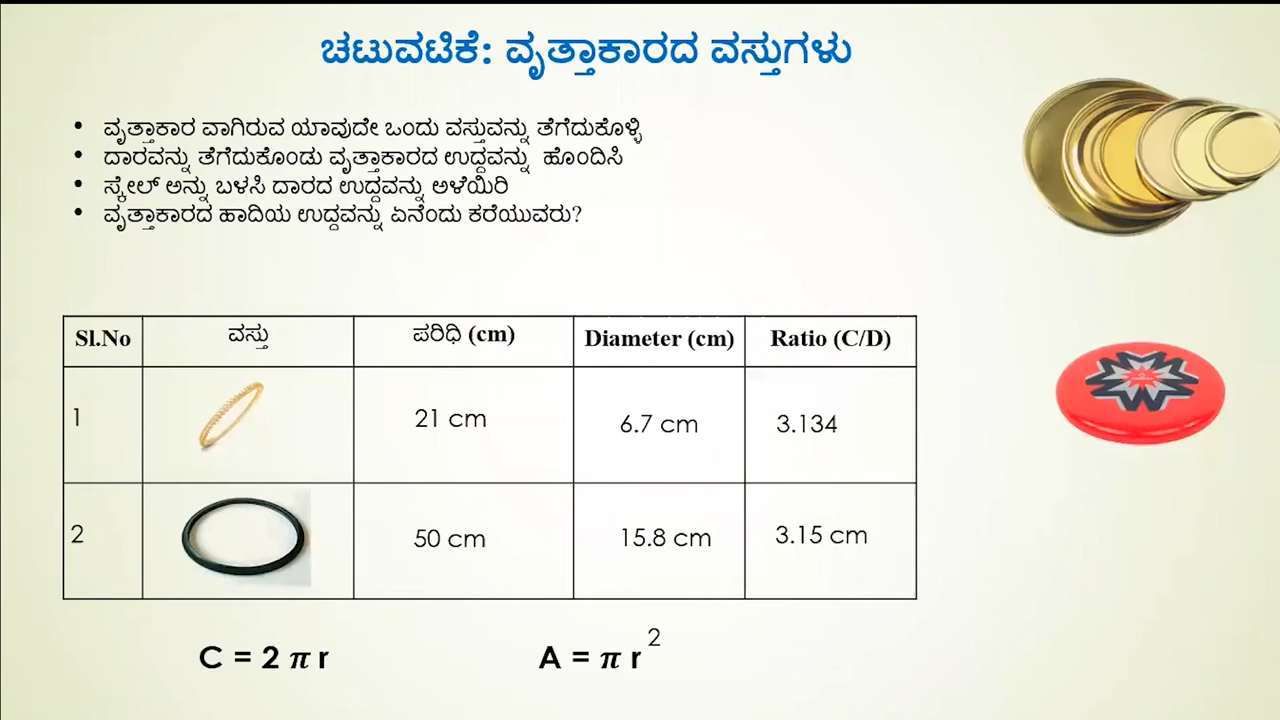 ಚಟುವಟಿಕೆ: ವೃತ್ತಾಕಾರದ ವಸ್ತುಗಳು
• ವೃತ್ತಾಕಾರ ವಾಗಿರುವ ಯಾವುದೇ ಒಂದು ವಸ್ತುವನ್ನು ತೆಗೆದುಕೊಳ್ಳಿ
• ದಾರವನ್ನು ತೆಗೆದುಕೊಂಡು ವೃತ್ತಾಕಾರದ ಉದ್ದವನ್ನು ಹೊಂದಿಸಿ
• ಸ್ಕೇಲ್ ಅನ್ನು ಬಳಸಿ ದಾರದ ಉದ್ದವನ್ನು ಅಳೆಯಿರಿ
• ವೃತ್ತಾಕಾರದ ಹಾದಿಯ ಉದ್ದವನ್ನು ಏನೆಂದು ಕರೆಯುವರು?
Sl.No ವಸ್ತು ಪರಿಧಿ (cm) Diameter (cm) Ratio (C/D)
1 21 cm 6.7 cm 3.134
2 50 cm 15.8 cm 3.15 cm
C = 2 π r A = π r²